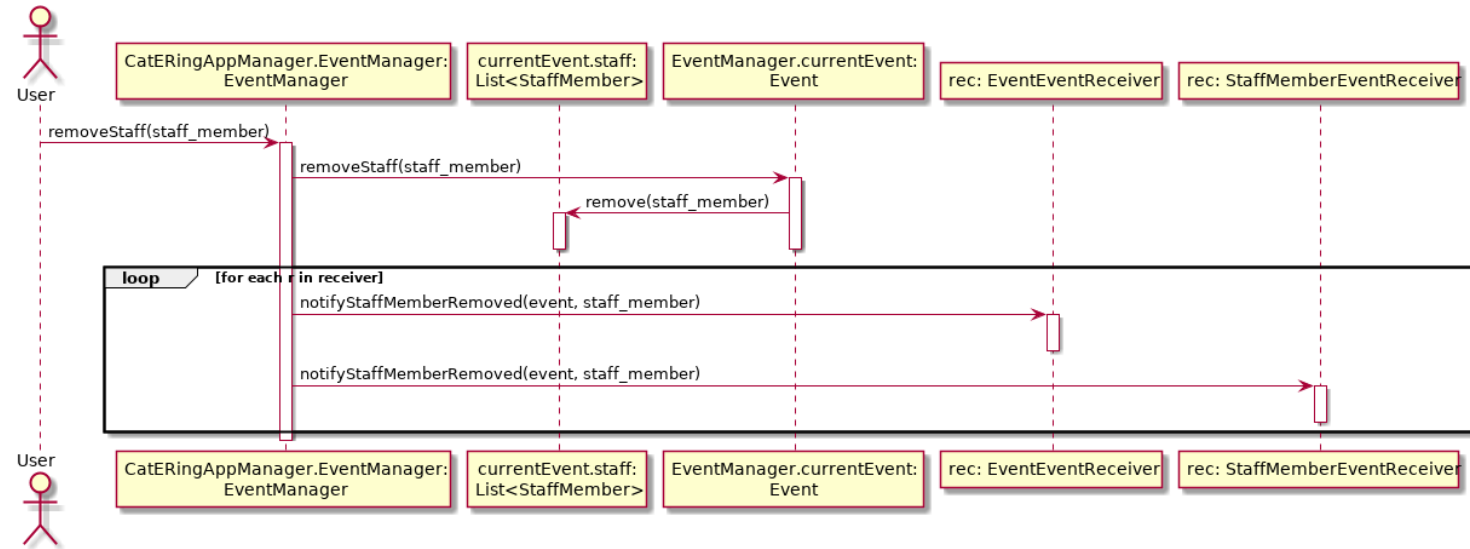 User
CatERingAppManager.EventManager:
EventManager
currentEvent.staff:
List<StaffMember>
EventManager.currentEvent:
Event
rec: EventEventReceiver
rec: StaffMemberEventReceiver
removeStaff(staff_member)
removeStaff(staff_member)
remove(staff_member)
loop
[for each r in receiver]
notifyStaffMemberRemoved(event, staff_member)
notifyStaffMemberRemoved(event, staff_member)
User
CatERingAppManager.EventManager:
EventManager
currentEvent.staff:
List<StaffMember>
EventManager.currentEvent:
Event
rec: EventEventReceiver
rec: StaffMemberEventReceiver